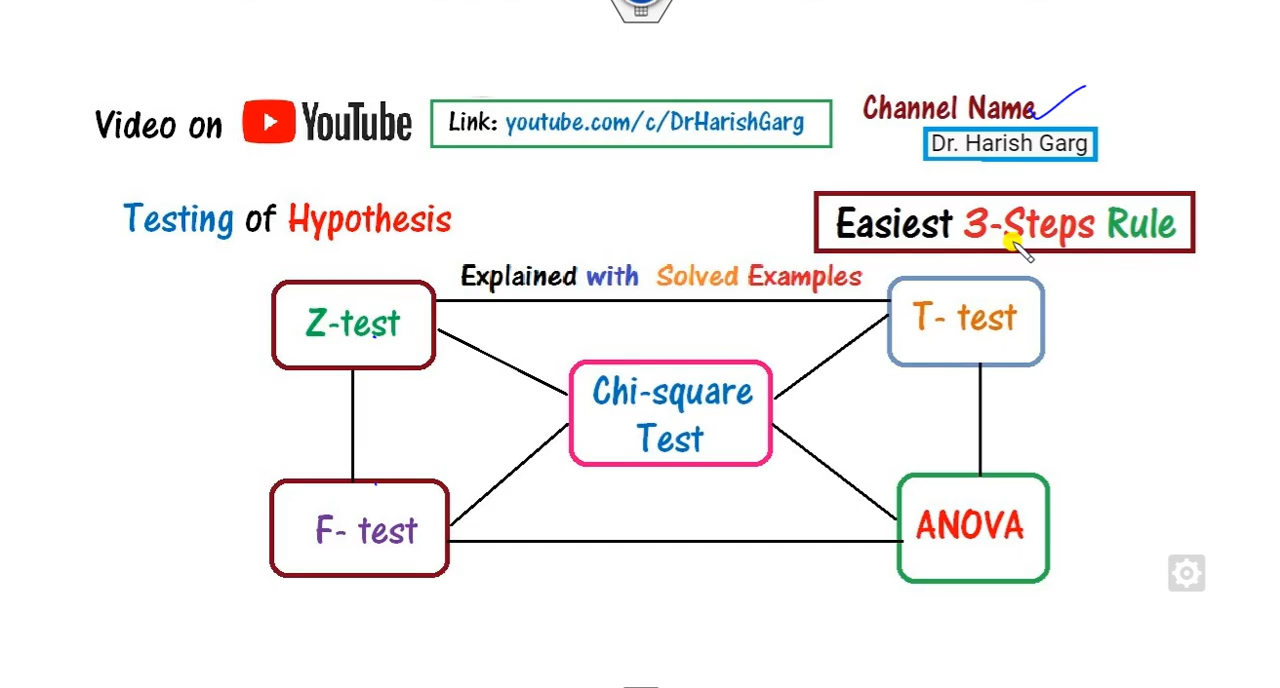 Video on YouTube
Link: youtube.com/c/DrHarishGarg
Channel Name
Dr. Harish Garg
Testing of Hypothesis
Easiest 3-Steps Rule
Explained with Solved Examples
Z-test
T- test
Chi-square
Test
F- test
ANOVA